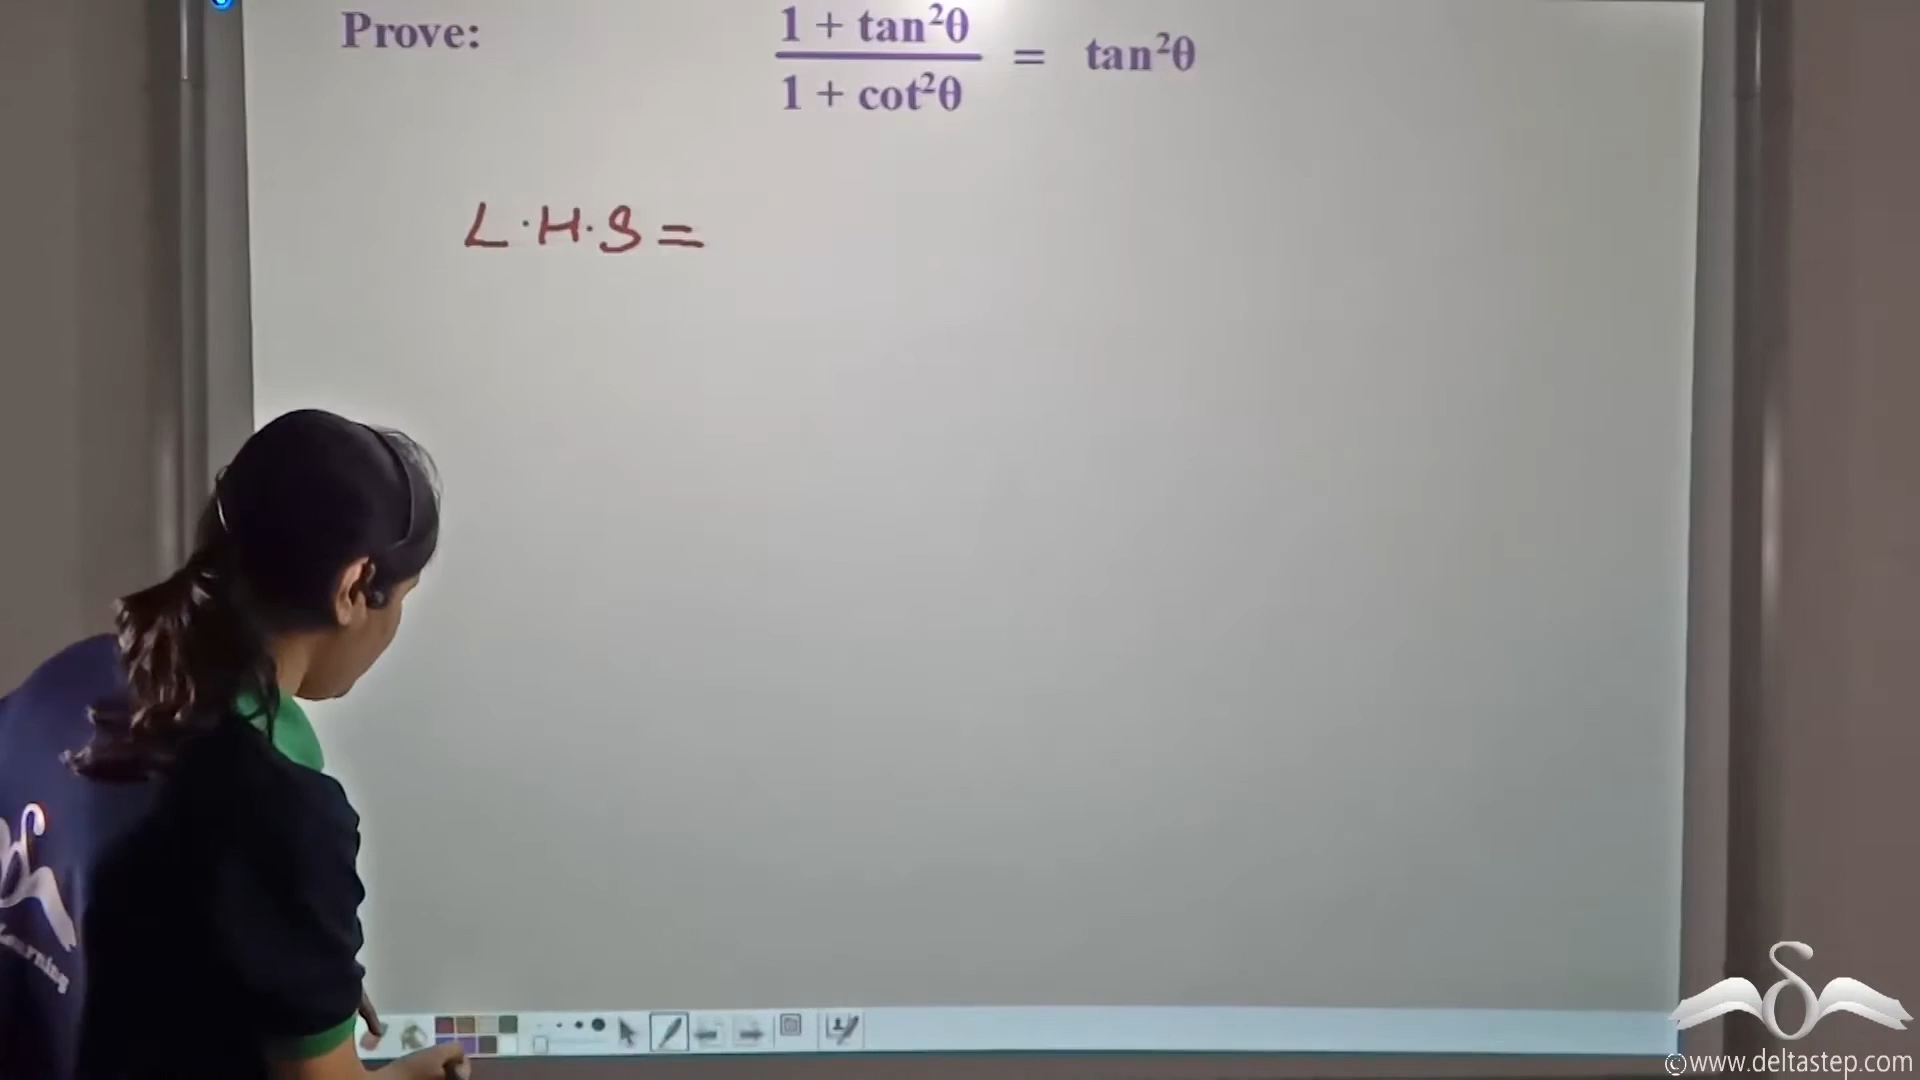 Prove:
1 + tan²θ
1 + cot²θ
= tan²θ
L.H.S =
©www.deltastep.com